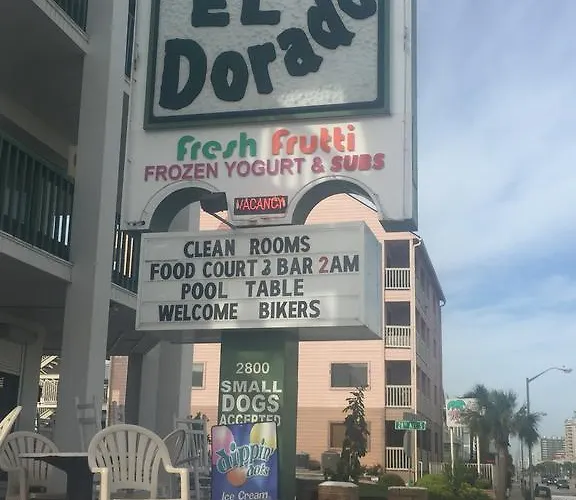 EL
Dorado
Fresh Frutti
FROZEN YOGURT & SUBS
VACANCY
CLEAN ROOMS
FOOD COURT 3 BAR 2AM
POOL TABLE
WELCOME BIKERS
2800
SMALL
DOGS
ACCEPTED
dippin'
dots
Ice Cream